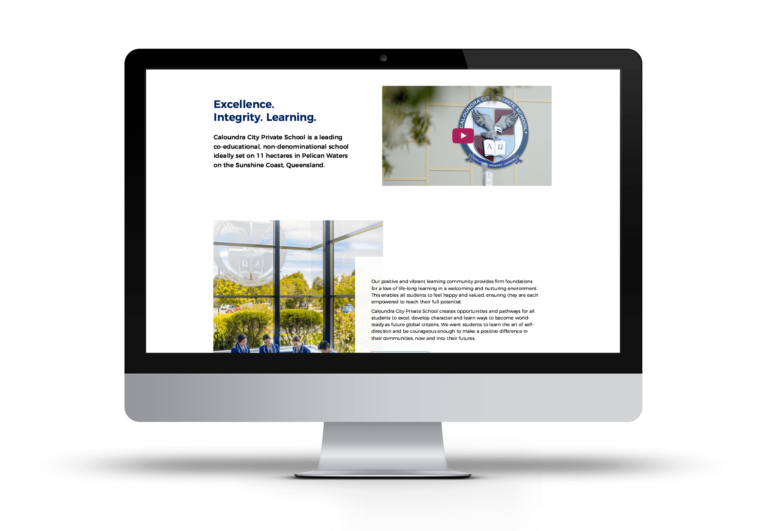 Excellence.
Integrity. Learning.
Caloundra City Private School is a leading
co-educational, non-denominational school
ideally set on 11 hectares in Pelican Waters
on the Sunshine Coast, Queensland.
Α Ω
Our positive and vibrant learning community provides firm foundations
for a love of life-long learning in a welcoming and nurturing environment.
This enables all students to feel happy and valued, ensuring they are each
empowered to reach their full potential.
Caloundra City Private School creates opportunities and pathways for all
students to excel, develop character and learn ways to become world-
ready as future global citizens. We want students to learn the art of self-
direction and be courageous enough to make a positive difference in
their communities, now and into their futures.